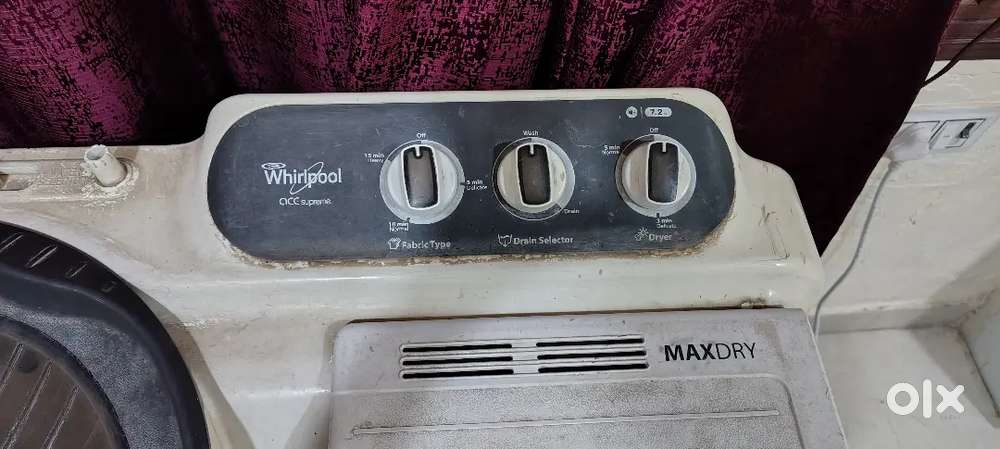 7.2
Off
15 min
Heavy
5 min
Delicate
10 min
Normal
Fabric Type
Wash
Drain
Drain Selector
Off
5 min
Normal
3 min
Delicate
Dryer
Whirlpool
ace supreme
MAXDRY
olx